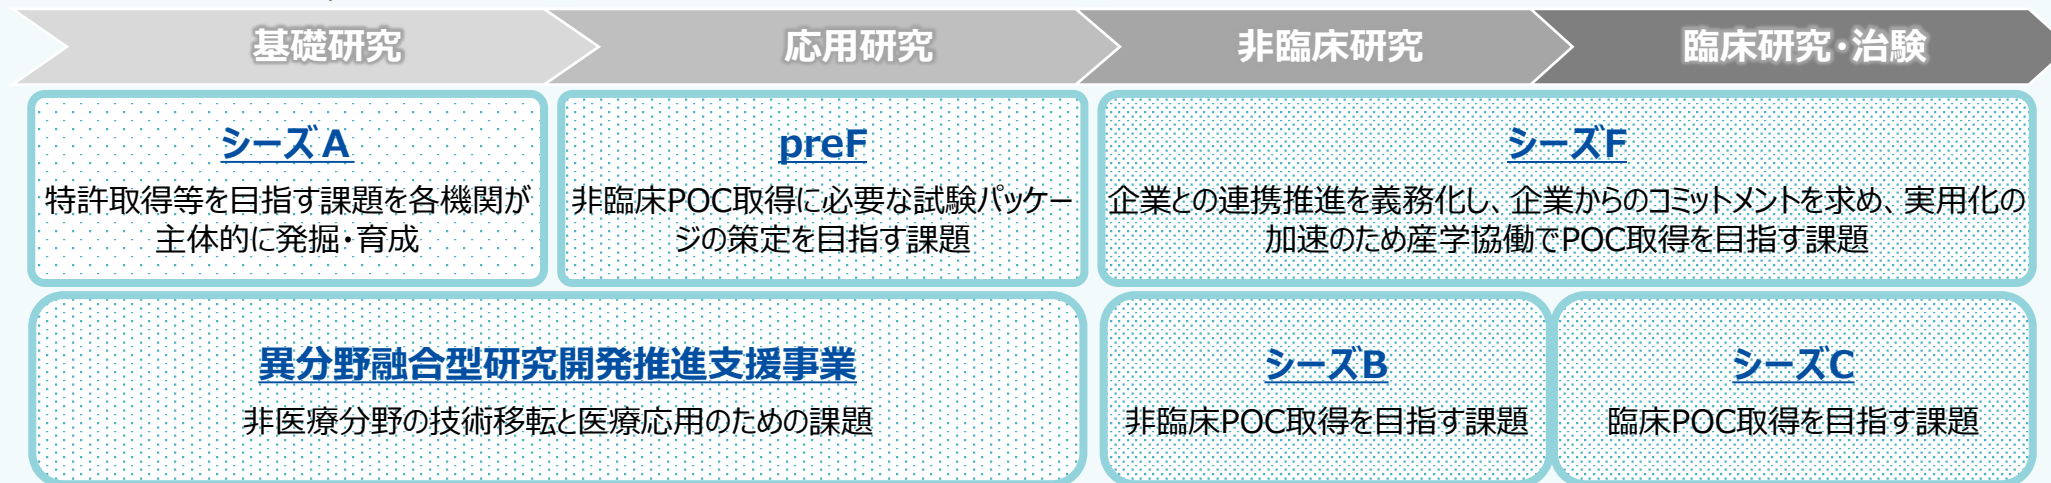 基礎研究
応用研究
非臨床研究
臨床研究・治験
シーズA
特許取得等を目指す課題を各機関が
主体的に発掘・育成
preF
非臨床POC取得に必要な試験パッケー
ジの策定を目指す課題
シーズF
企業との連携推進を義務化し、企業からのコミットメントを求め、実用化の
加速のため産学協働でPOC取得を目指す課題
異分野融合型研究開発推進支援事業
非医療分野の技術移転と医療応用のための課題
シーズB
非臨床POC取得を目指す課題
シーズC
臨床POC取得を目指す課題